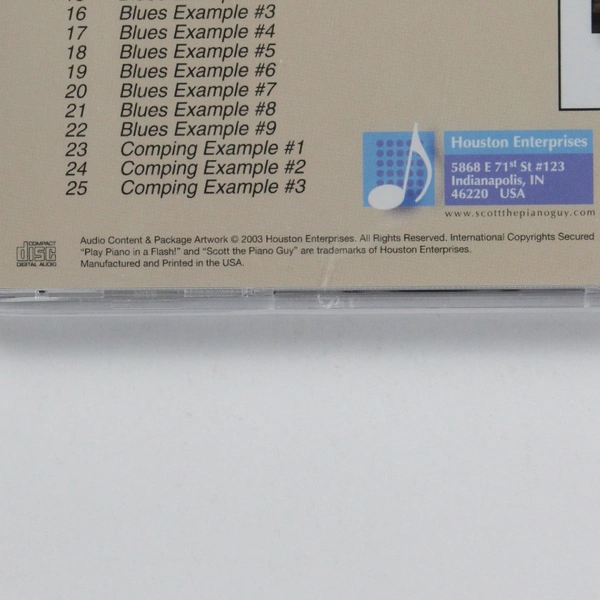 16 Blues Example #3
17 Blues Example #4
18 Blues Example #5
19 Blues Example #6
20 Blues Example #7
21 Blues Example #8
22 Blues Example #9
23 Comping Example #1
24 Comping Example #2
25 Comping Example #3
Houston Enterprises
5868 E 71st St #123
Indianapolis, IN
46220 USA
www.scottthepianoguy.com
COMPACT
disc
DIGITAL AUDIO
Audio Content & Package Artwork © 2003 Houston Enterprises. All Rights Reserved. International Copyrights Secured
“Play Piano in a Flash!” and “Scott the Piano Guy” are trademarks of Houston Enterprises.
Manufactured and Printed in the USA.